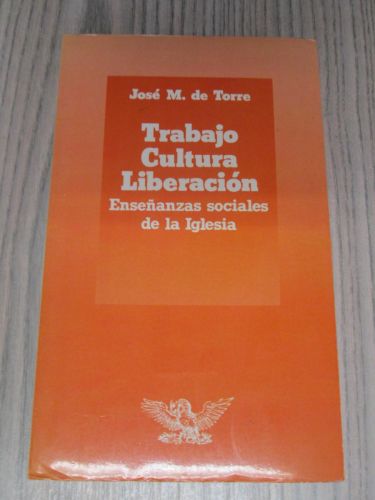 José M. de Torre
Trabajo
Cultura
Liberación
Enseñanzas sociales
de la Iglesia